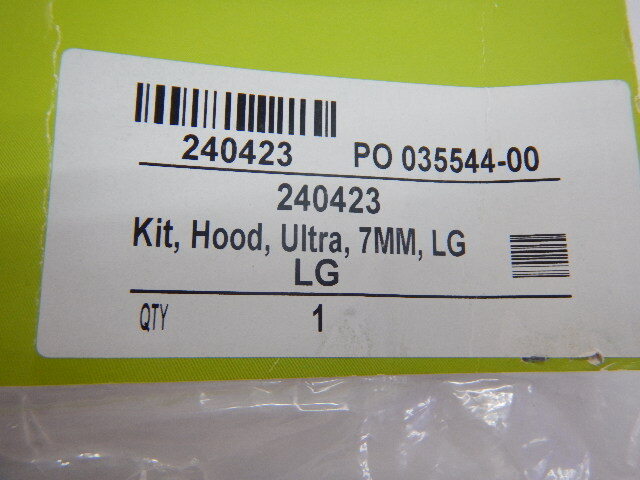 240423 PO 035544-00
240423
Kit, Hood, Ultra, 7MM, LG
LG
QTY 1